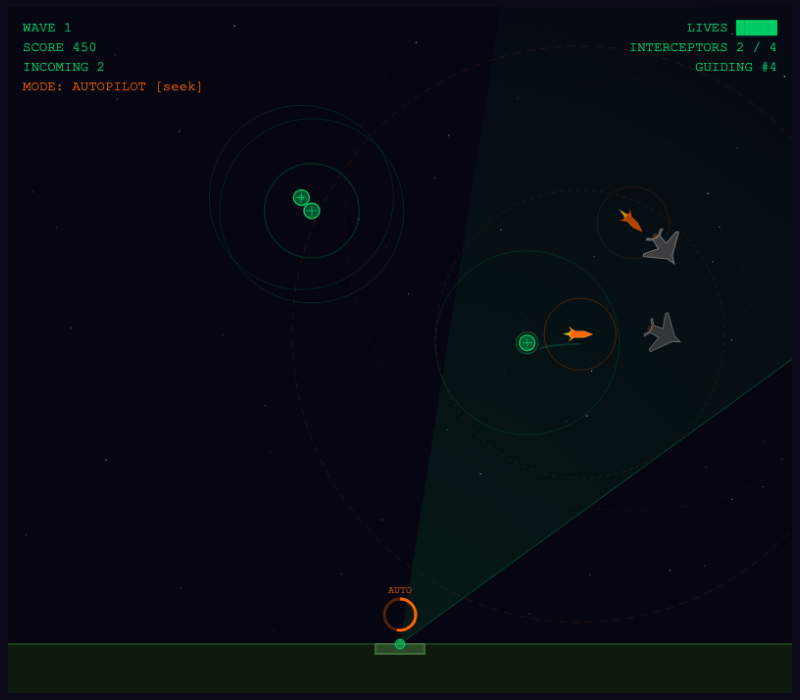 WAVE 1
SCORE 450
INCOMING 2
MODE: AUTOPILOT [seek]
LIVES
INTERCEPTORS 2 / 4
GUIDING #4
AUTO